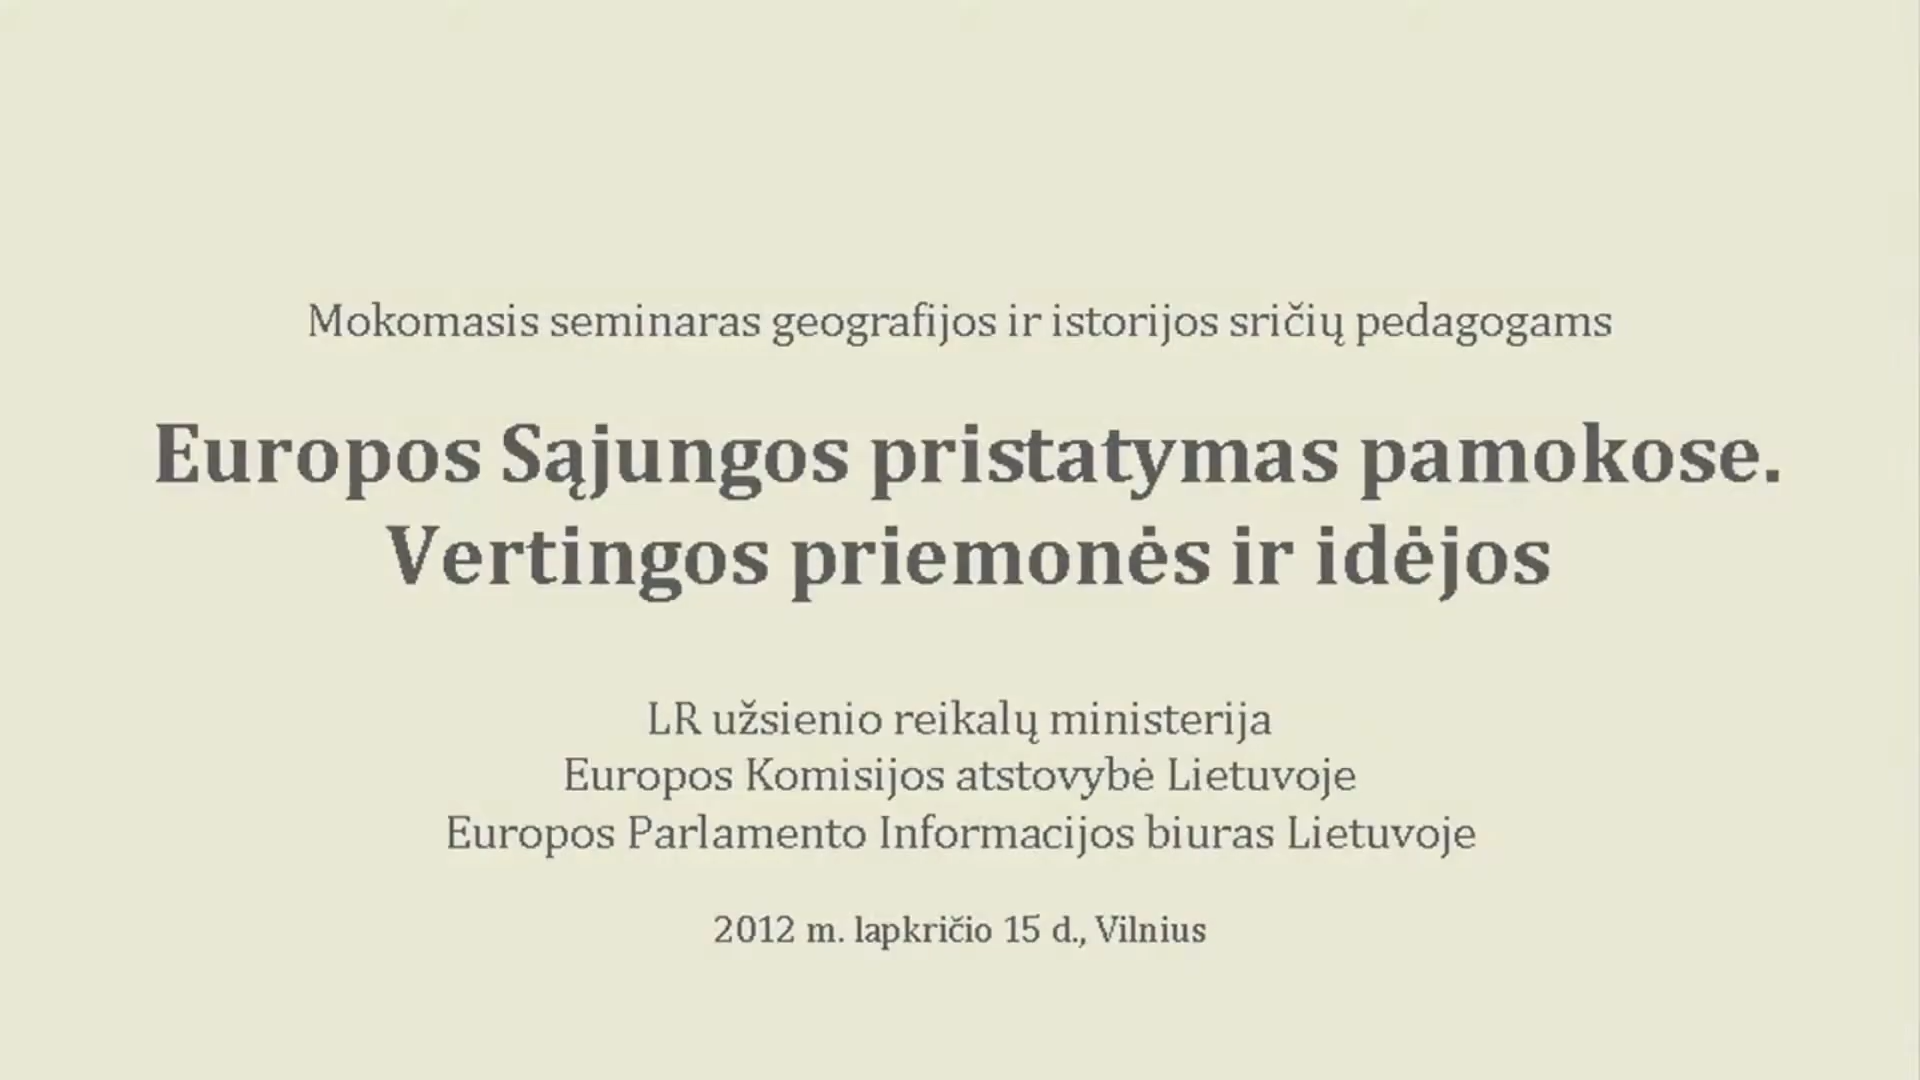 Mokomasis seminaras geografijos ir istorijos sričių pedagogams
Europos Sąjungos pristatymas pamokose.
Vertingos priemonės ir idėjos
LR užsienio reikalų ministerija
Europos Komisijos atstovybė Lietuvoje
Europos Parlamento Informacijos biuras Lietuvoje
2012 m. lapkričio 15 d., Vilnius